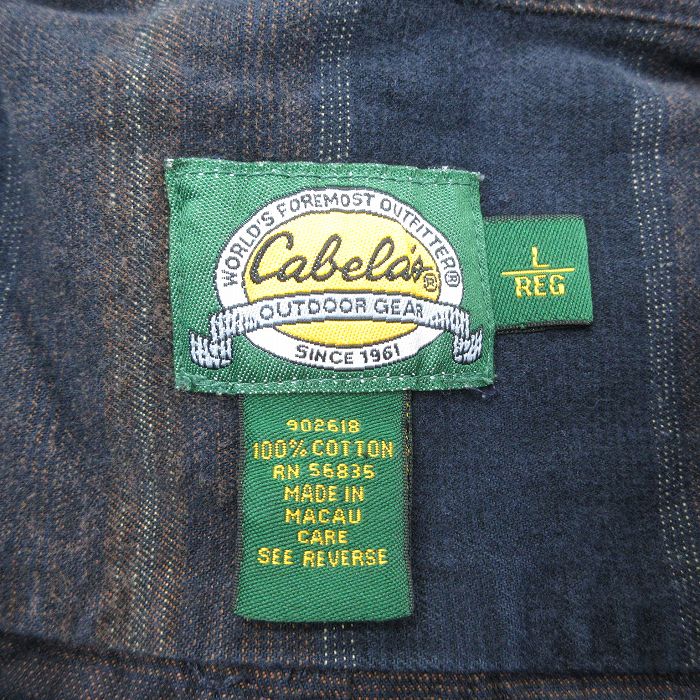 WORLD'S FOREMOST OUTFITTER®
Cabela's®
OUTDOOR GEAR
SINCE 1961
L
REG
902618
100% COTTON
RN 56835
MADE IN
MACAU
CARE
SEE REVERSE